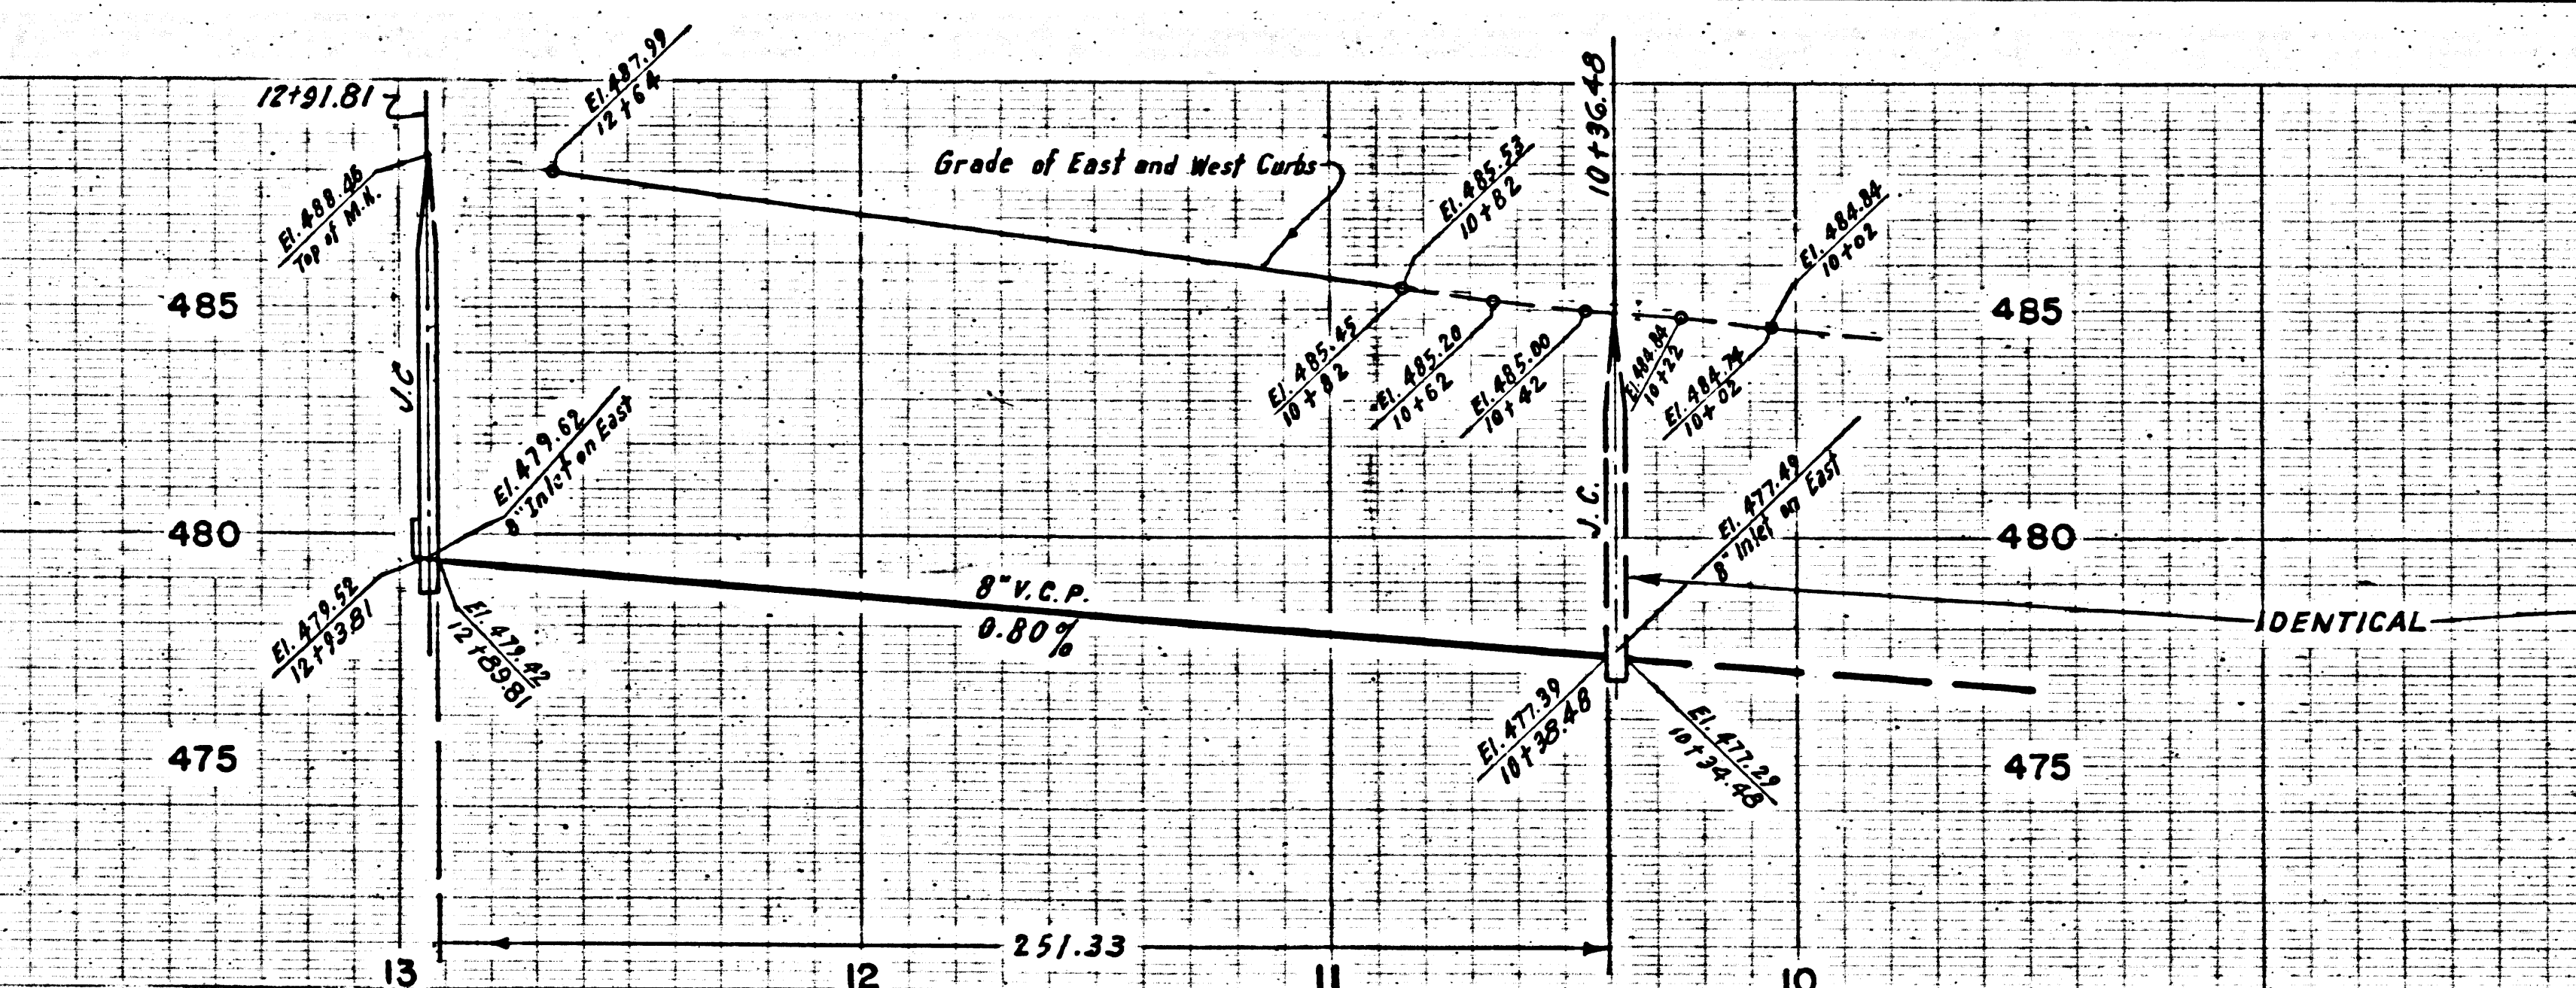 12+91.81
El. 487.99
12+64
10+36.48
Grade of East and West Curbs
El. 485.53
10+82
El. 488.46
Top of M.H.
El. 484.84
10+02
485
485
El. 485.45
10+82
El. 485.20
10+62
El. 485.00
10+42
El. 484.84
10+22
El. 484.74
10+02
J.C
El. 479.62
8" Inlet on East
J.C.
El. 477.49
8" Inlet on East
480
480
8" V.C.P.
0.80%
IDENTICAL
El. 479.52
12+93.81
El. 479.42
12+89.81
El. 477.39
10+38.48
El. 477.29
10+34.48
475
475
251.33
13
12
11
10